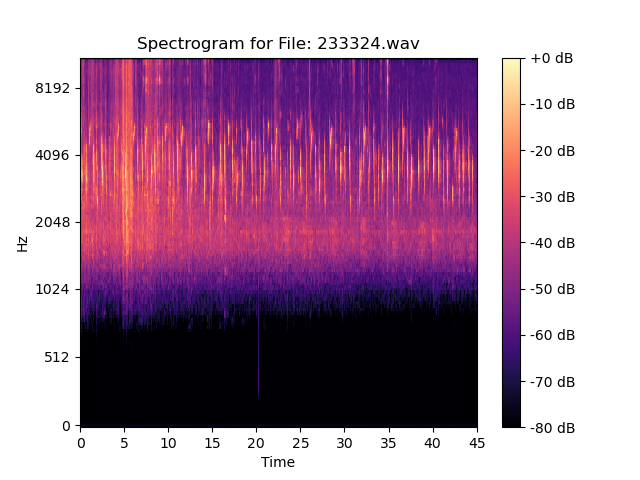 Spectrogram for File: 233324.wav
+0 dB
8192
-10 dB
4096
-20 dB
-30 dB
2048
Hz
-40 dB
-50 dB
1024
-60 dB
512
-70 dB
0
-80 dB
0 5 10 15 20 25 30 35 40 45
Time